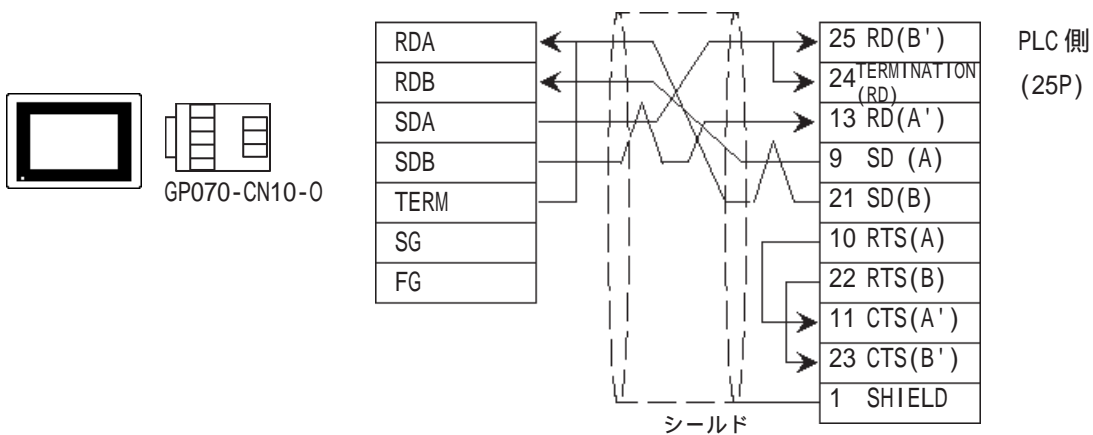 GP070-CN10-O
RDA
RDB
SDA
SDB
TERM
SG
FG
シールド
25 RD(B')
24 TERMINATION
(RD)
13 RD(A')
9 SD (A)
21 SD(B)
10 RTS(A)
22 RTS(B)
11 CTS(A')
23 CTS(B')
1 SHIELD
PLC 側
(25P)